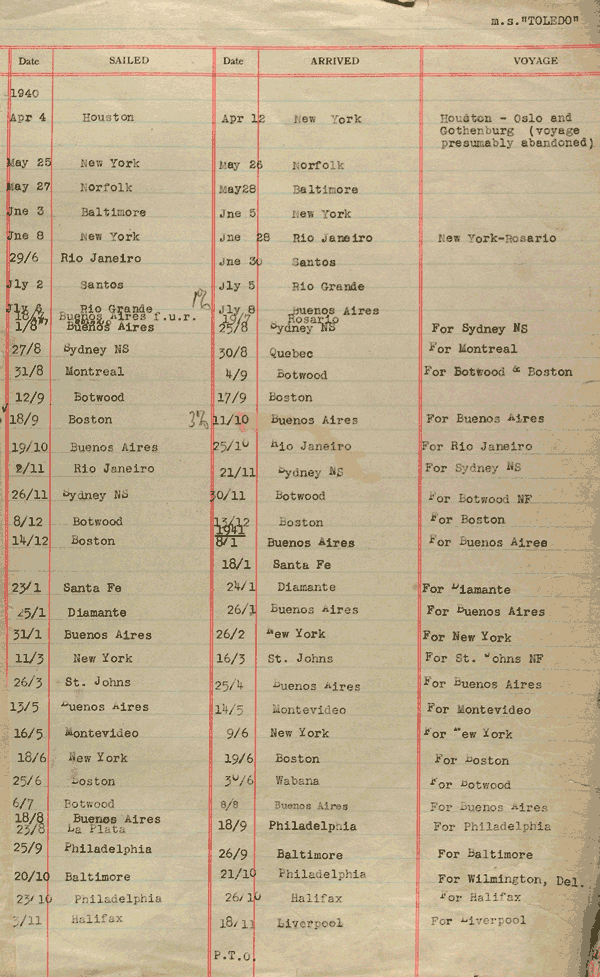 m.s."TOLEDO"
Date SAILED Date ARRIVED VOYAGE
1940
Apr 4 Houston Apr 12 New York Houston - Oslo and
Gothenburg (voyage
presumably abandoned)
May 25 New York May 26 Norfolk
May 27 Norfolk May28 Baltimore
Jne 3 Baltimore Jne 5 New York
Jne 8 New York Jne 28 Rio Janeiro New York-Rosario
29/6 Rio Janeiro Jne 30 Santos
Jly 2 Santos Jly 5 Rio Grande
Jly 6 Rio Grande 1% Jly 8 Buenos Aires
18/7 Buenos Aires f.u.r. 19/7 Rosario
1/8 Buenos Aires 25/8 Sydney NS For Sydney NS
27/8 Sydney NS 30/8 Quebec For Montreal
31/8 Montreal 4/9 Botwood For Botwood & Boston
12/9 Botwood 17/9 Boston
18/9 Boston 3% 11/10 Buenos Aires For Buenos Aires
19/10 Buenos Aires 25/10 Rio Janeiro For Rio Janeiro
2/11 Rio Janeiro 21/11 Sydney NS For Sydney NS
26/11 Sydney NS 30/11 Botwood For Botwood NF
8/12 Botwood 13/12 Boston For Boston
1941
14/12 Boston 8/1 Buenos Aires For Buenos Aires
18/1 Santa Fe
23/1 Santa Fe 24/1 Diamante For Diamante
25/1 Diamante 26/1 Buenos Aires For Buenos Aires
31/1 Buenos Aires 26/2 New York For New York
11/3 New York 16/3 St. Johns For St. Johns NF
26/3 St. Johns 25/4 Buenos Aires For Buenos Aires
13/5 Buenos Aires 14/5 Montevideo For Montevideo
16/5 Montevideo 9/6 New York For New York
18/6 New York 19/6 Boston For Boston
25/6 Boston 30/6 Wabana For Botwood
6/7 Botwood 8/8 Buenos Aires For Buenos Aires
18/8 Buenos Aires
23/8 La Plata 18/9 Philadelphia For Philadelphia
25/9 Philadelphia 26/9 Baltimore For Baltimore
20/10 Baltimore 21/10 Philadelphia For Wilmington, Del.
23/10 Philadelphia 26/10 Halifax For Halifax
3/11 Halifax 18/11 Liverpool For Liverpool
P.T.O.